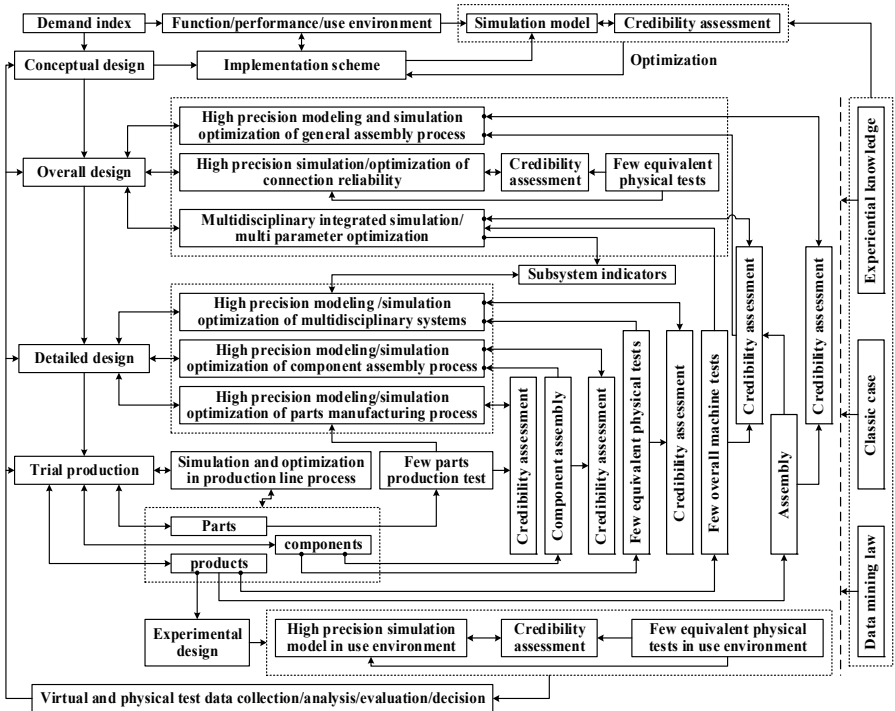 Demand index
Function/performance/use environment
Simulation model
Credibility assessment
Conceptual design
Implementation scheme
Optimization
High precision modeling and simulation
optimization of general assembly process
Overall design
High precision simulation/optimization of
connection reliability
Credibility
assessment
Few equivalent
physical tests
Multidisciplinary integrated simulation/
multi parameter optimization
Subsystem indicators
High precision modeling /simulation
optimization of multidisciplinary systems
Detailed design
High precision modeling/simulation
optimization of component assembly process
High precision modeling/simulation
optimization of parts manufacturing process
Trial production
Simulation and optimization
in production line process
Few parts
production test
Parts
components
products
Credibility assessment
Component assembly
Credibility assessment
Few equivalent physical tests
Credibility assessment
Few overall machine tests
Credibility assessment
Assembly
Credibility assessment
Experiential knowledge
Classic case
Data mining law
Experimental
design
High precision simulation
model in use environment
Credibility
assessment
Few equivalent physical
tests in use environment
Virtual and physical test data collection/analysis/evaluation/decision